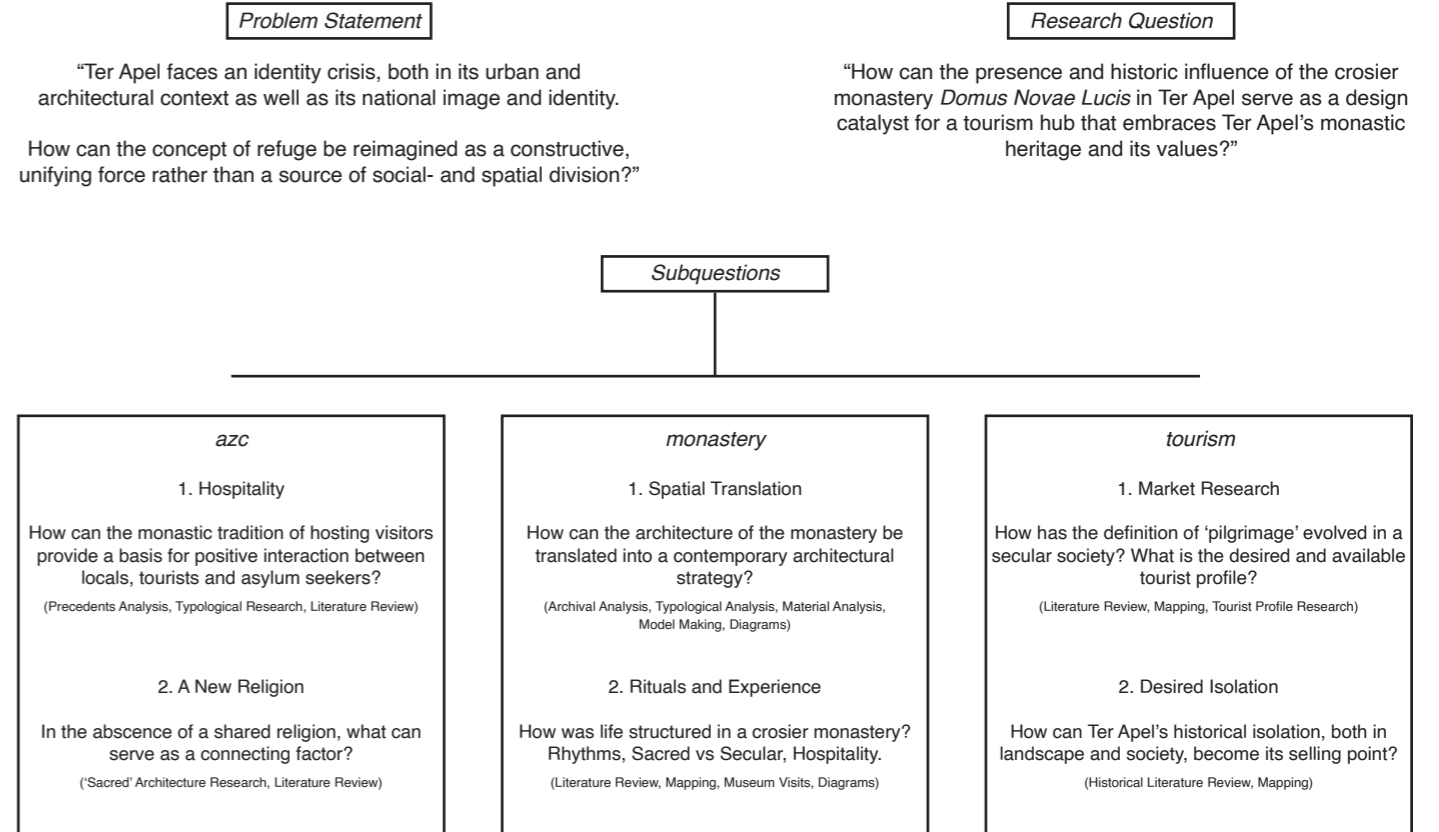 Problem Statement
“Ter Apel faces an identity crisis, both in its urban and
architectural context as well as its national image and identity.
How can the concept of refuge be reimagined as a constructive,
unifying force rather than a source of social- and spatial division?”
Research Question
“How can the presence and historic influence of the crosier
monastery Domus Novae Lucis in Ter Apel serve as a design
catalyst for a tourism hub that embraces Ter Apel’s monastic
heritage and its values?”
Subquestions
azc
1. Hospitality
How can the monastic tradition of hosting visitors
provide a basis for positive interaction between
locals, tourists and asylum seekers?
(Precedents Analysis, Typological Research, Literature Review)
2. A New Religion
In the abscence of a shared religion, what can
serve as a connecting factor?
(‘Sacred’ Architecture Research, Literature Review)
monastery
1. Spatial Translation
How can the architecture of the monastery be
translated into a contemporary architectural
strategy?
(Archival Analysis, Typological Analysis, Material Analysis,
Model Making, Diagrams)
2. Rituals and Experience
How was life structured in a crosier monastery?
Rhythms, Sacred vs Secular, Hospitality.
(Literature Review, Mapping, Museum Visits, Diagrams)
tourism
1. Market Research
How has the definition of ‘pilgrimage’ evolved in a
secular society? What is the desired and available
tourist profile?
(Literature Review, Mapping, Tourist Profile Research)
2. Desired Isolation
How can Ter Apel’s historical isolation, both in
landscape and society, become its selling point?
(Historical Literature Review, Mapping)